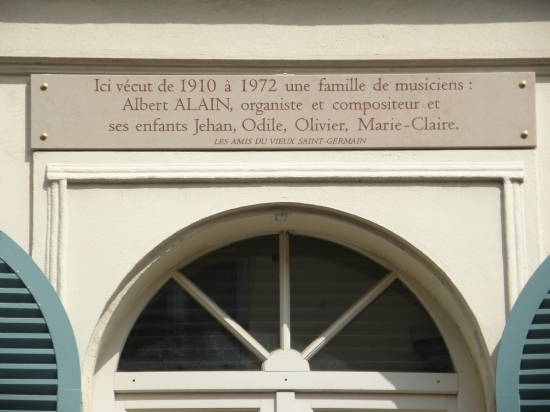 Ici vécut de 1910 à 1972 une famille de musiciens :
Albert ALAIN, organiste et compositeur et
ses enfants Jehan, Odile, Olivier, Marie-Claire.
LES AMIS DU VIEUX SAINT-GERMAIN